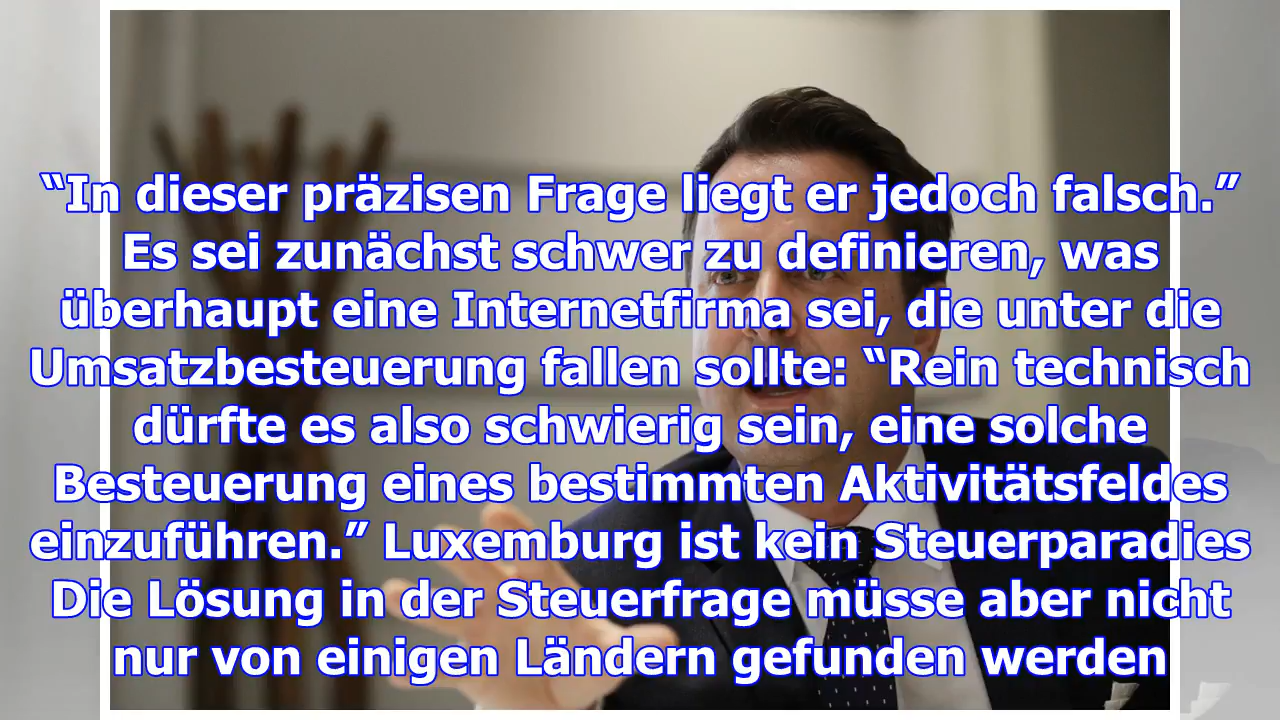 “In dieser präzisen Frage liegt er jedoch falsch.”
Es sei zunächst schwer zu definieren, was
überhaupt eine Internetfirma sei, die unter die
Umsatzbesteuerung fallen sollte: “Rein technisch
dürfte es also schwierig sein, eine solche
Besteuerung eines bestimmten Aktivitätsfeldes
einzuführen.” Luxemburg ist kein Steuerparadies
Die Lösung in der Steuerfrage müsse aber nicht
nur von einigen Ländern gefunden werden